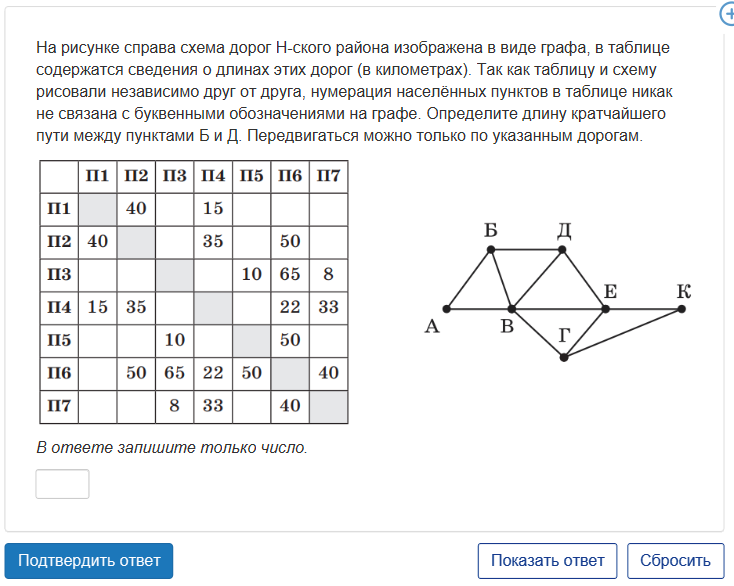 На рисунке справа схема дорог Н-ского района изображена в виде графа, в таблице
содержатся сведения о длинах этих дорог (в километрах). Так как таблицу и схему
рисовали независимо друг от друга, нумерация населённых пунктов в таблице никак
не связана с буквенными обозначениями на графе. Определите длину кратчайшего
пути между пунктами Б и Д. Передвигаться можно только по указанным дорогам.
П1 П2 П3 П4 П5 П6 П7
П1 40 15
П2 40 35 50
П3 10 65 8
П4 15 35 22 33
П5 10 50
П6 50 65 22 50 40
П7 8 33 40
Б Д
Е К
А В Г
В ответе запишите только число.
Подтвердить ответ Показать ответ Сбросить